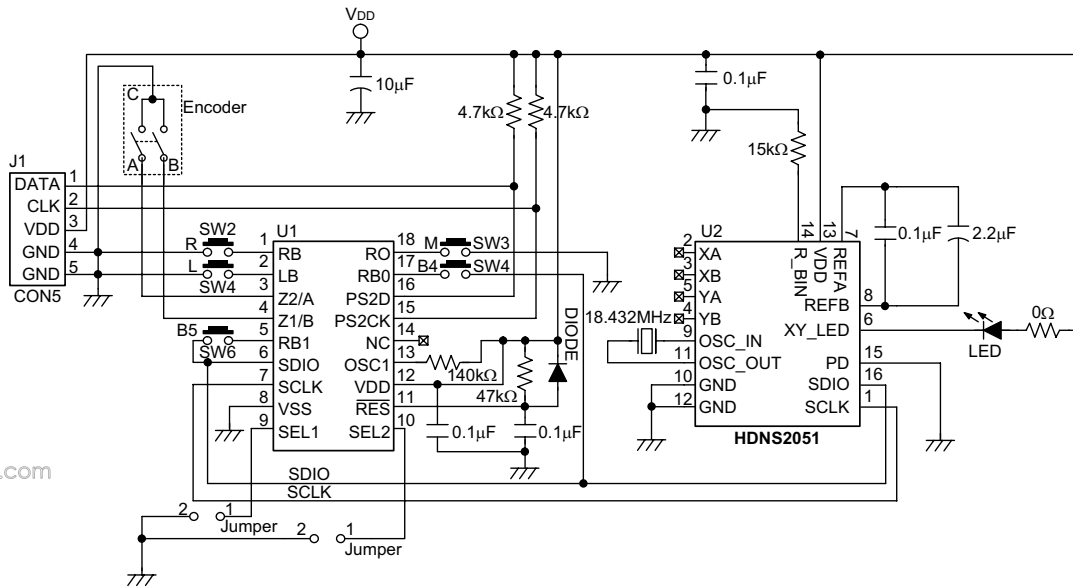 VDD
10µF
4.7kΩ
4.7kΩ
0.1µF
15kΩ
C
Encoder
A
B
J1
DATA 1
CLK 2
VDD 3
GND 4
GND 5
CON5
R SW2
L SW4
B5 SW6
U1
1 RB
2 LB
3 Z2/A
4 Z1/B
5 RB1
6 SDIO
7 SCLK
8 VSS
9 SEL1
RO 18
RB0 17
PS2D 16
PS2CK 15
NC 14
OSC1 13
VDD 12
RES 11
SEL2 10
M SW3
B4 SW4
140kΩ
47kΩ
DIODE
0.1µF
0.1µF
U2
2 XA
3 XB
5 YA
4 YB
9 OSC_IN
11 OSC_OUT
10 GND
12 GND
14 R_BIN
13 VDD
7 REFA
REFB 8
XY_LED 6
PD 15
SDIO 16
SCLK 1
HDNS2051
18.432MHz
0.1µF
2.2µF
LED
0Ω
.com
SDIO
SCLK
2 1
Jumper
2 1
Jumper